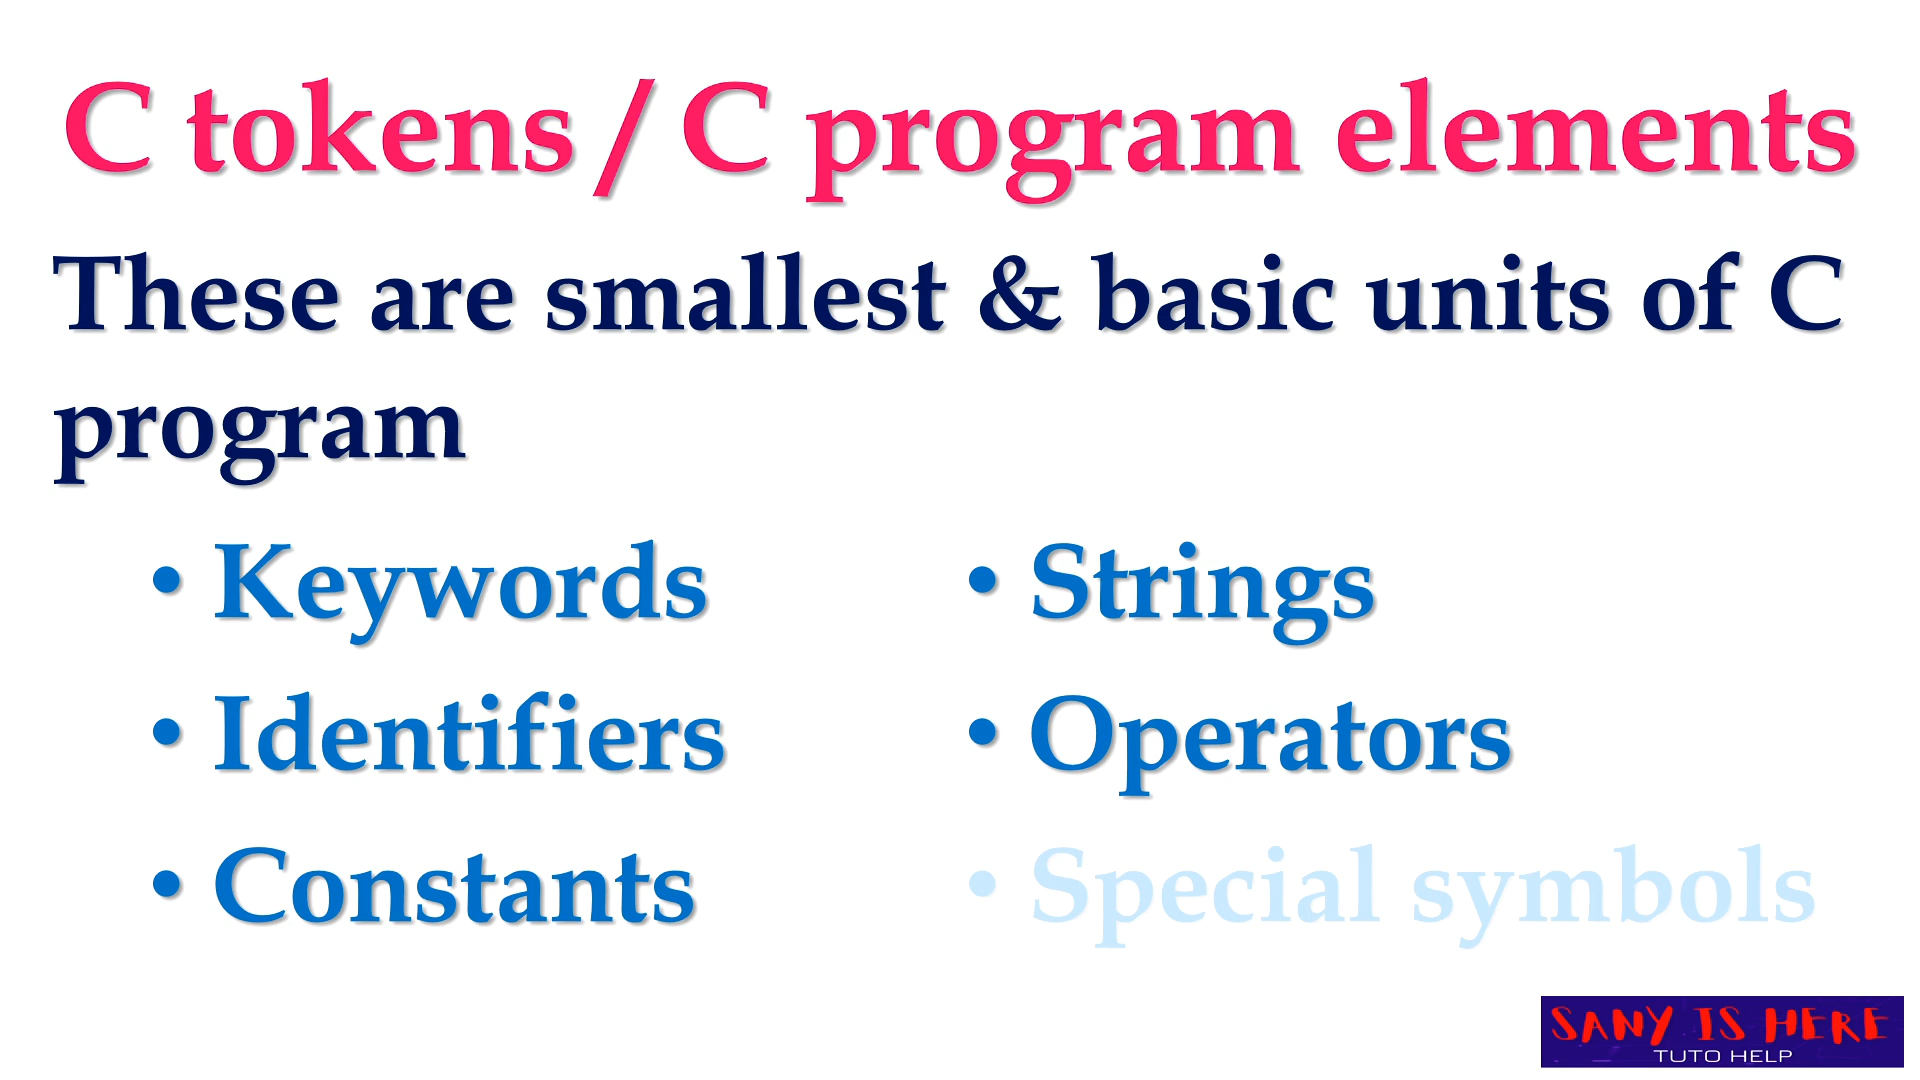 C tokens / C program elements
These are smallest & basic units of C
program
• Keywords
• Identifiers
• Constants
• Strings
• Operators
• Special symbols
SANY IS HERE
TUTO HELP